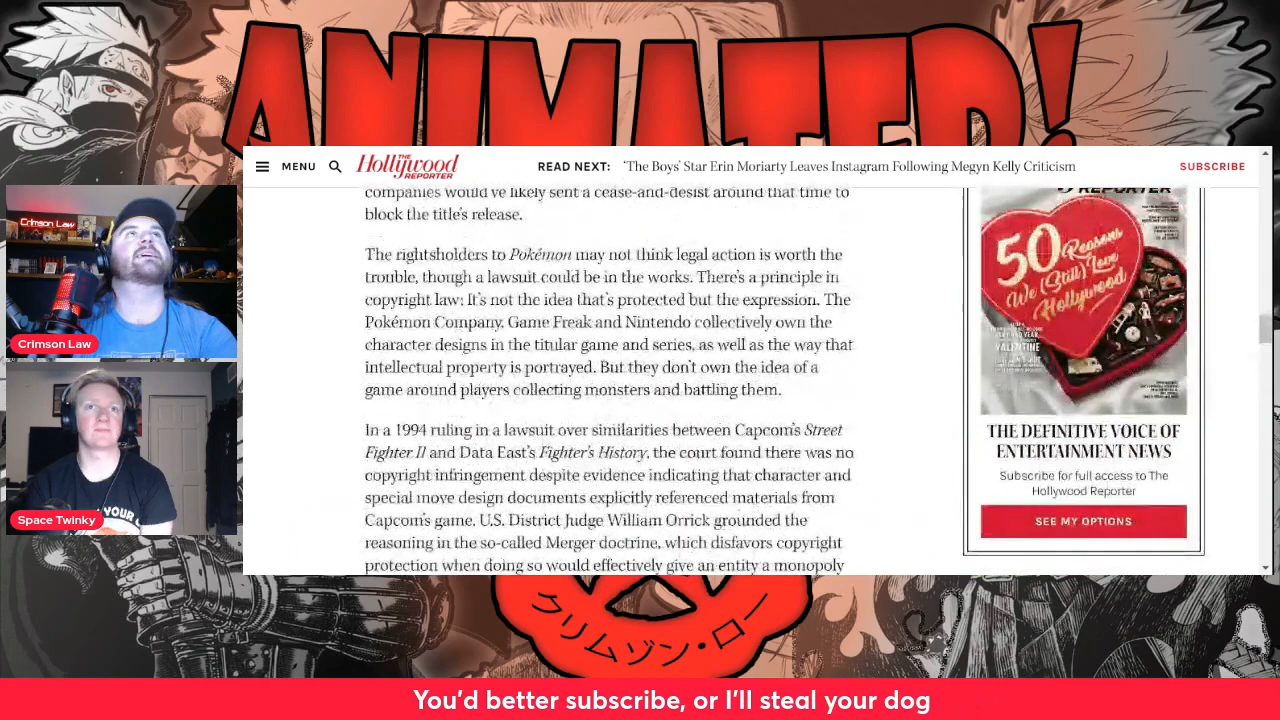 ANIMATED!
MENU
THE
Hollywood
REPORTER
READ NEXT: 'The Boys' Star Erin Moriarty Leaves Instagram Following Megyn Kelly Criticism
SUBSCRIBE
companies would've likely sent a cease-and-desist around that time to
block the title's release.
The rightsholders to Pokémon may not think legal action is worth the
trouble, though a lawsuit could be in the works. There's a principle in
copyright law: It's not the idea that's protected but the expression. The
Pokémon Company, Game Freak and Nintendo collectively own the
character designs in the titular game and series, as well as the way that
intellectual property is portrayed. But they don't own the idea of a
game around players collecting monsters and battling them.
In a 1994 ruling in a lawsuit over similarities between Capcom's Street
Fighter II and Data East's Fighter's History, the court found there was no
copyright infringement despite evidence indicating that character and
special move design documents explicitly referenced materials from
Capcom's game. U.S. District Judge William Orrick grounded the
reasoning in the so-called Merger doctrine, which disfavors copyright
protection when doing so would effectively give an entity a monopoly
REPORTER
50 Reasons
We (Still) Love
Hollywood
THE DEFINITIVE VOICE OF
ENTERTAINMENT NEWS
Subscribe for full access to The
Hollywood Reporter
SEE MY OPTIONS
Crimson Law
Crimson Law
YOUR
Space Twinky
クリムゾン・ロー
You'd better subscribe, or I'll steal your dog